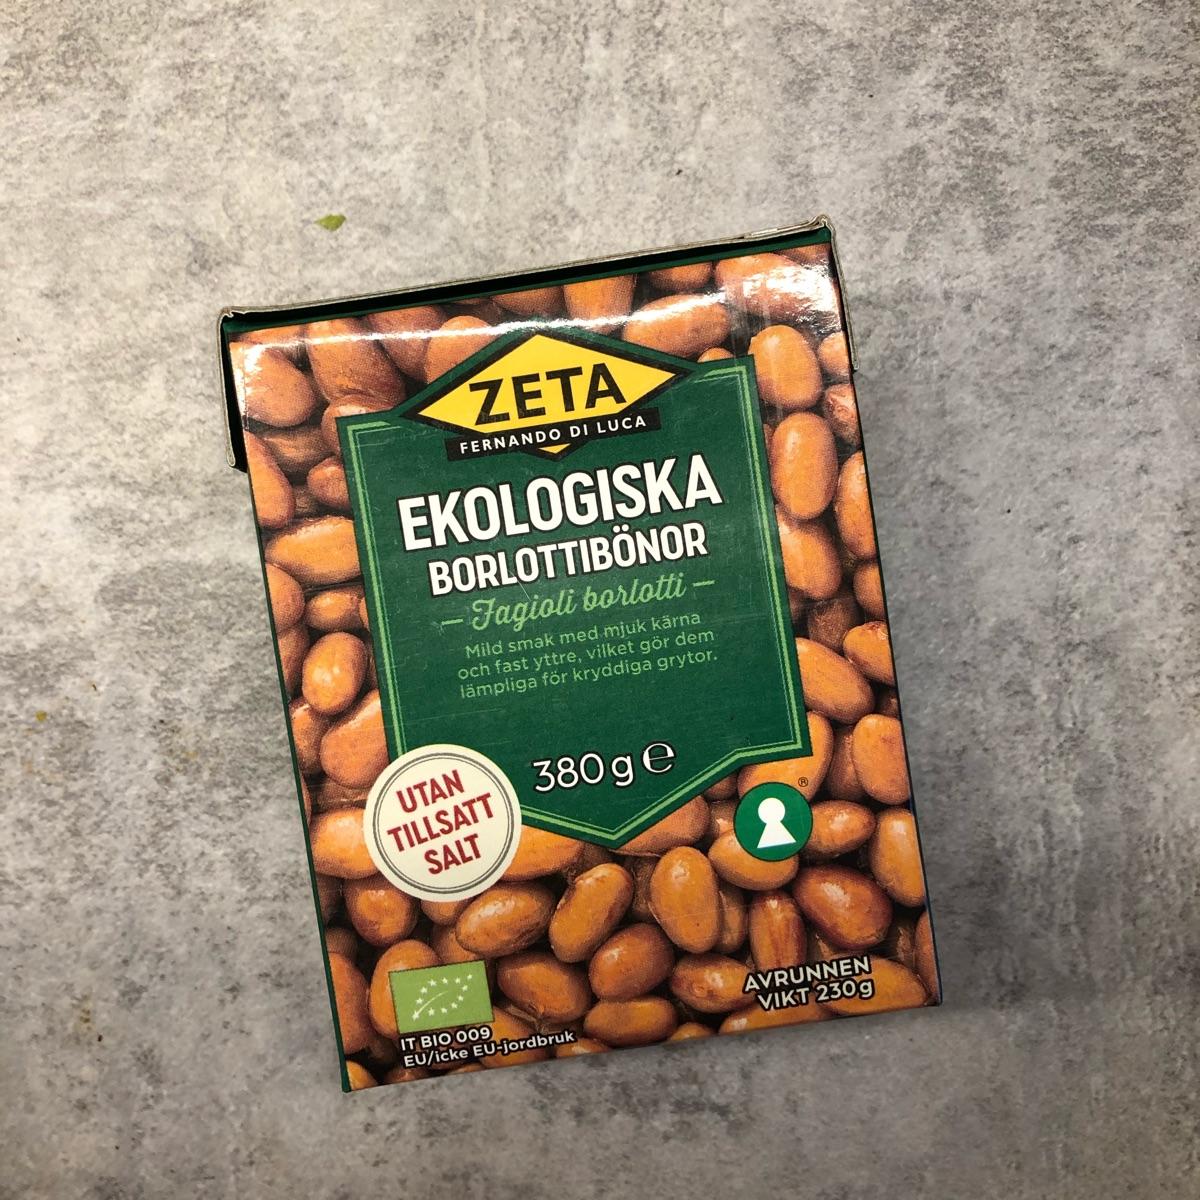 ZETA
FERNANDO DI LUCA
EKOLOGISKA
BORLOTTIBÖNOR
— Fagioli borlotti —
Mild smak med mjuk kärna
och fast yttre, vilket gör dem
lämpliga för kryddiga grytor.
380 g ℮
UTAN
TILLSATT
SALT
®
AVRUNNEN
VIKT 230g
IT BIO 009
EU/icke EU-jordbruk